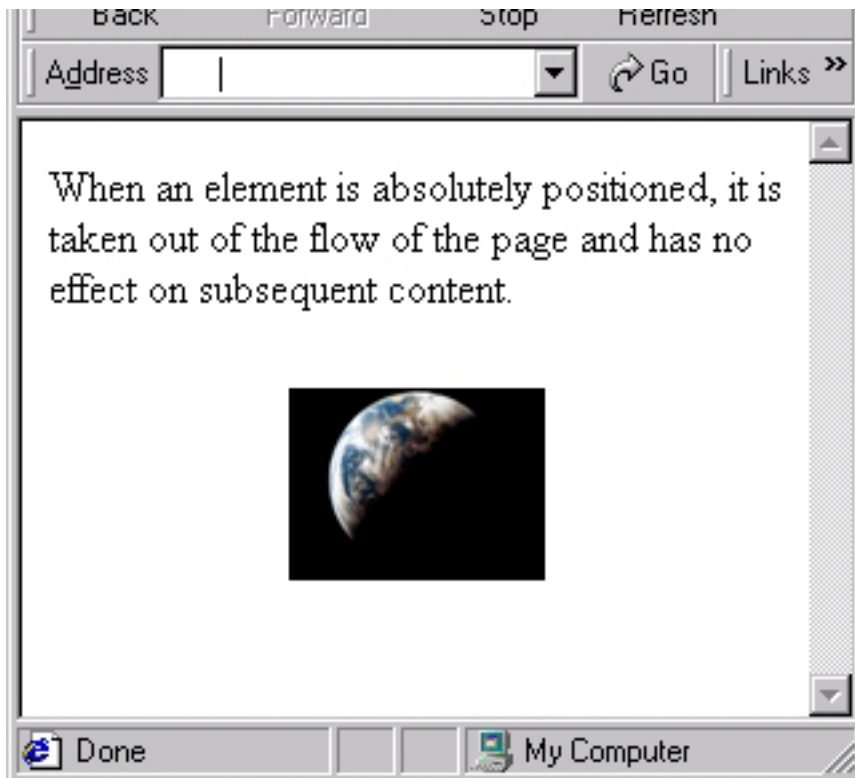 Back Forward Stop Refresh
Address Go Links »
When an element is absolutely positioned, it is
taken out of the flow of the page and has no
effect on subsequent content.
Done My Computer